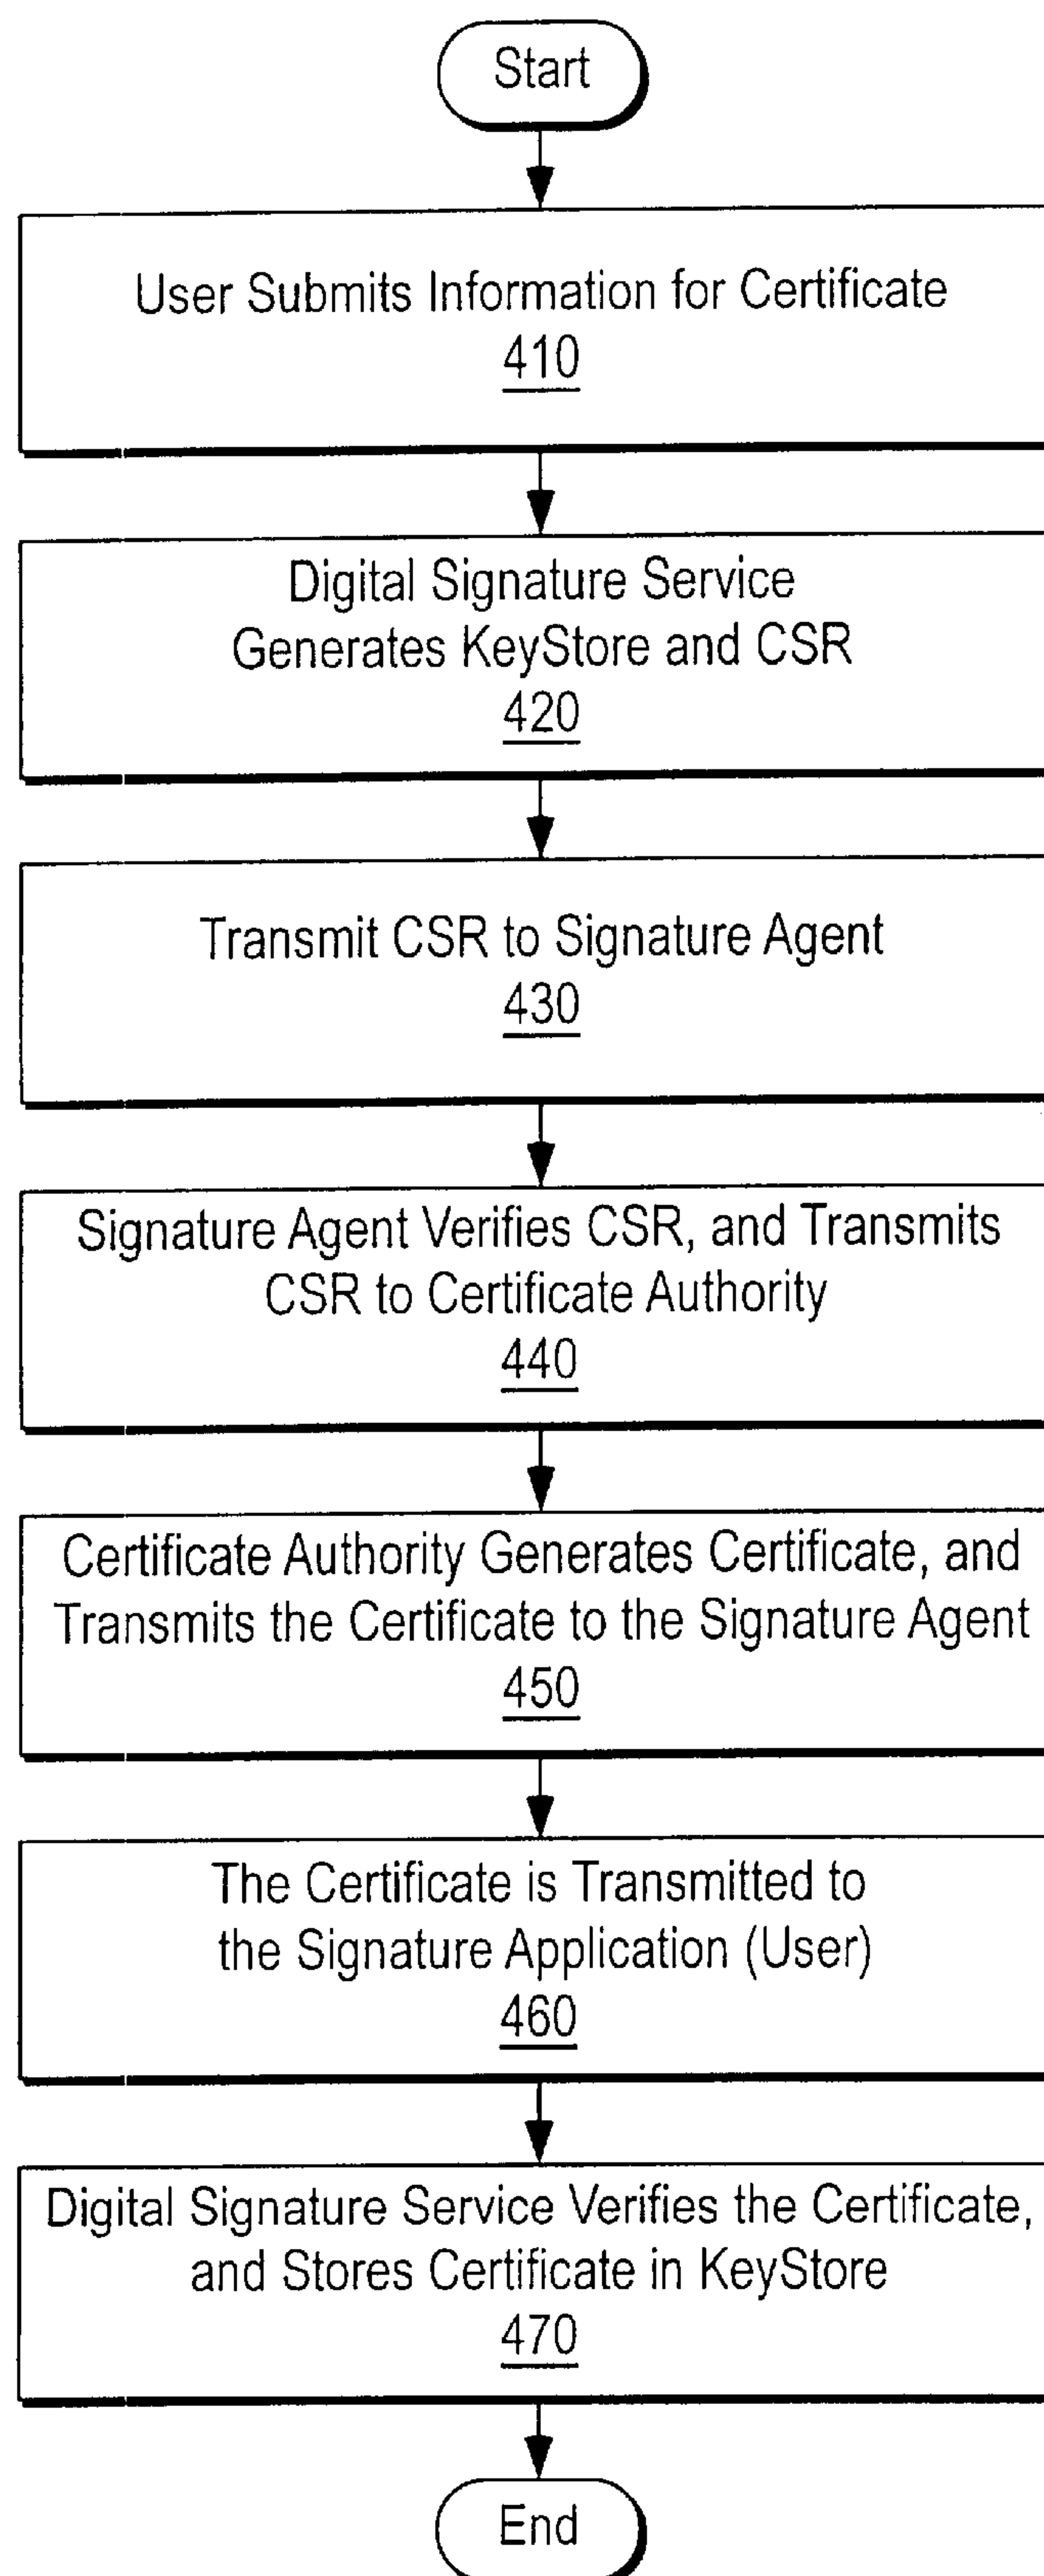 Start
User Submits Information for Certificate
410
Digital Signature Service
Generates KeyStore and CSR
420
Transmit CSR to Signature Agent
430
Signature Agent Verifies CSR, and Transmits
CSR to Certificate Authority
440
Certificate Authority Generates Certificate, and
Transmits the Certificate to the Signature Agent
450
The Certificate is Transmitted to
the Signature Application (User)
460
Digital Signature Service Verifies the Certificate,
and Stores Certificate in KeyStore
470
End